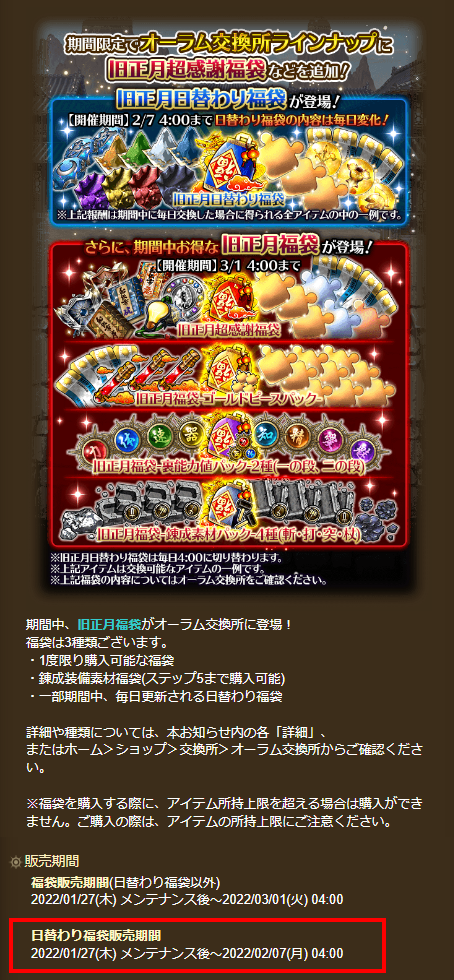 期間限定でオーラム交換所ラインナップに
旧正月超感謝福袋などを追加!
旧正月日替わり福袋が登場!
【開催期間】2/7 4:00まで日替わり福袋の内容は毎日変化!
旧正月日替わり福袋
※上記報酬は期間中に毎日交換した場合に得られる全アイテムの中の一例です。
さらに、期間中お得な旧正月福袋が登場!
【開催期間】3/1 4:00まで
旧正月超感謝福袋
旧正月福袋-ゴールドピースパック-
旧正月福袋-裏能力値パック-2種(一の段、二の段)
旧正月福袋-錬成素材パック-4種(斬・打・突・杖)
※旧正月日替わり福袋は毎日4:00に切り替わります。
※上記アイテムは交換可能なアイテムの一例です。
※上記福袋の内容についてはオーラム交換所をご確認ください。
期間中、旧正月福袋がオーラム交換所に登場!
福袋は3種類ございます。
・1度限り購入可能な福袋
・錬成装備素材福袋(ステップ5まで購入可能)
・一部期間中、毎日更新される日替わり福袋
詳細や種類については、本お知らせ内の各「詳細」、
またはホーム＞ショップ＞交換所＞オーラム交換所からご確認くださ
い。
※福袋を購入する際に、アイテム所持上限を超える場合は購入ができ
ません。ご購入の際は、アイテムの所持上限にご注意ください。
販売期間
福袋販売期間(日替わり福袋以外)
2022/01/27(木) メンテナンス後～2022/03/01(火) 04:00
日替わり福袋販売期間
2022/01/27(木) メンテナンス後～2022/02/07(月) 04:00